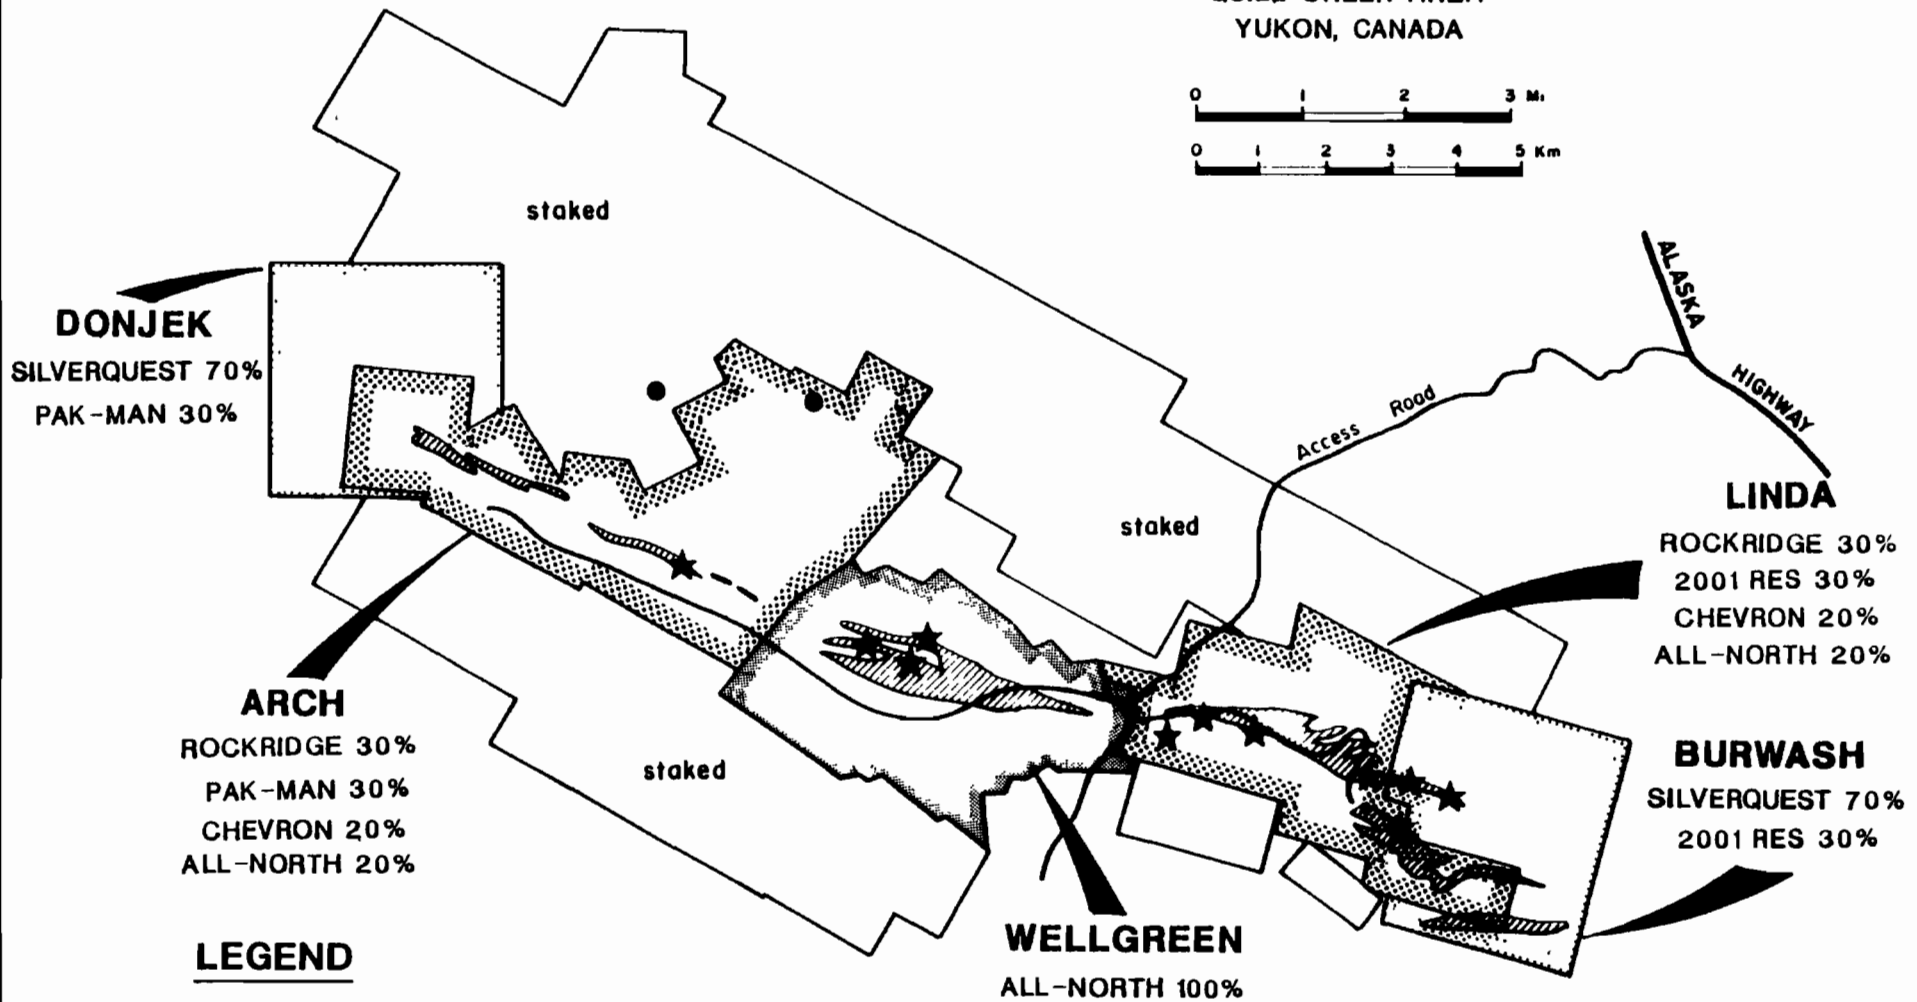 YUKON, CANADA
0 1 2 3 Mi
0 1 2 3 4 5 Km
staked
ALASKA
HIGHWAY
DONJEK
SILVERQUEST 70%
PAK-MAN 30%
Access Road
staked
LINDA
ROCKRIDGE 30%
2001 RES 30%
CHEVRON 20%
ALL-NORTH 20%
ARCH
ROCKRIDGE 30%
PAK-MAN 30%
CHEVRON 20%
ALL-NORTH 20%
staked
BURWASH
SILVERQUEST 70%
2001 RES 30%
WELLGREEN
ALL-NORTH 100%
LEGEND